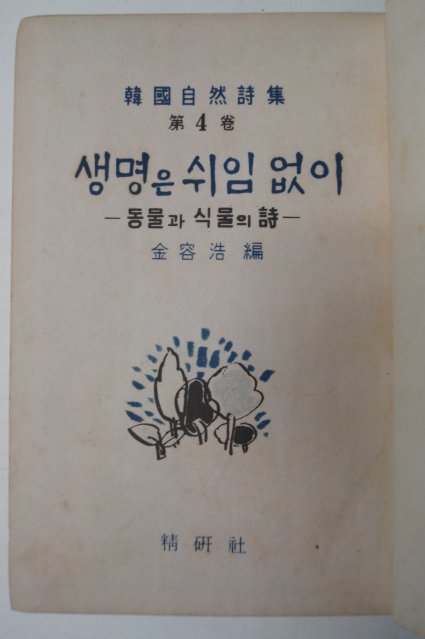 韓國自然詩集
第4卷
생명은 쉬임 없이
—동물과 식물의 詩—
金容浩 編
精硏社